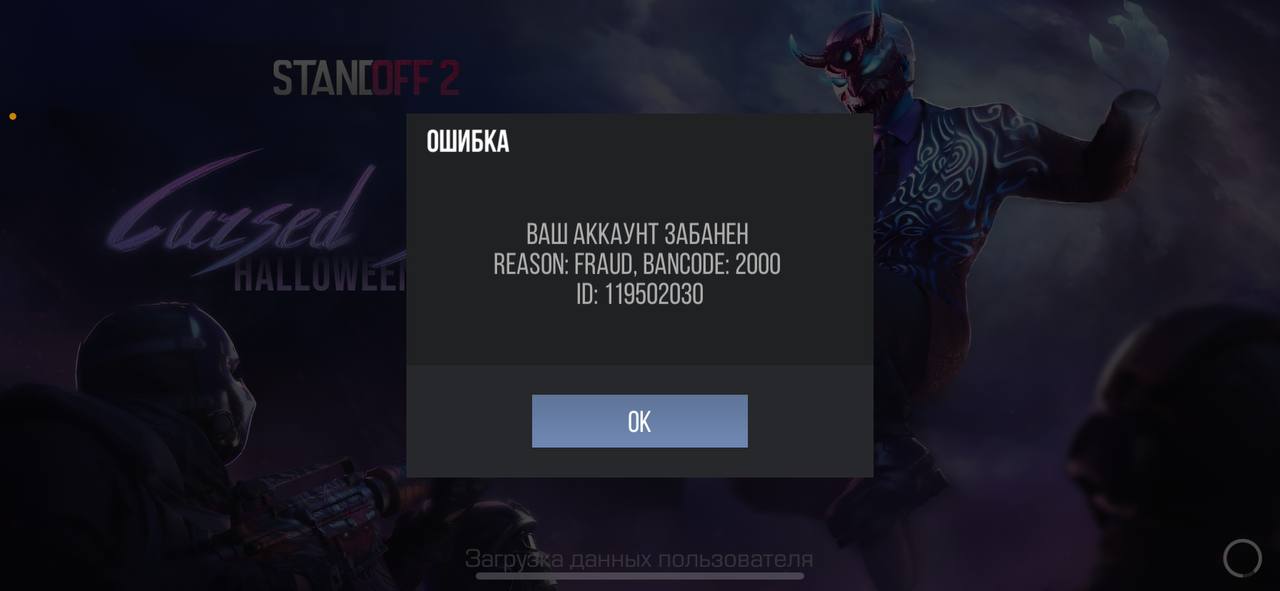 STANDOFF 2
Cursed
HALLOWEEN
ОШИБКА
ВАШ АККАУНТ ЗАБАНЕН
REASON: FRAUD, BANCODE: 2000
ID: 119502030
OK
Загрузка данных пользователя